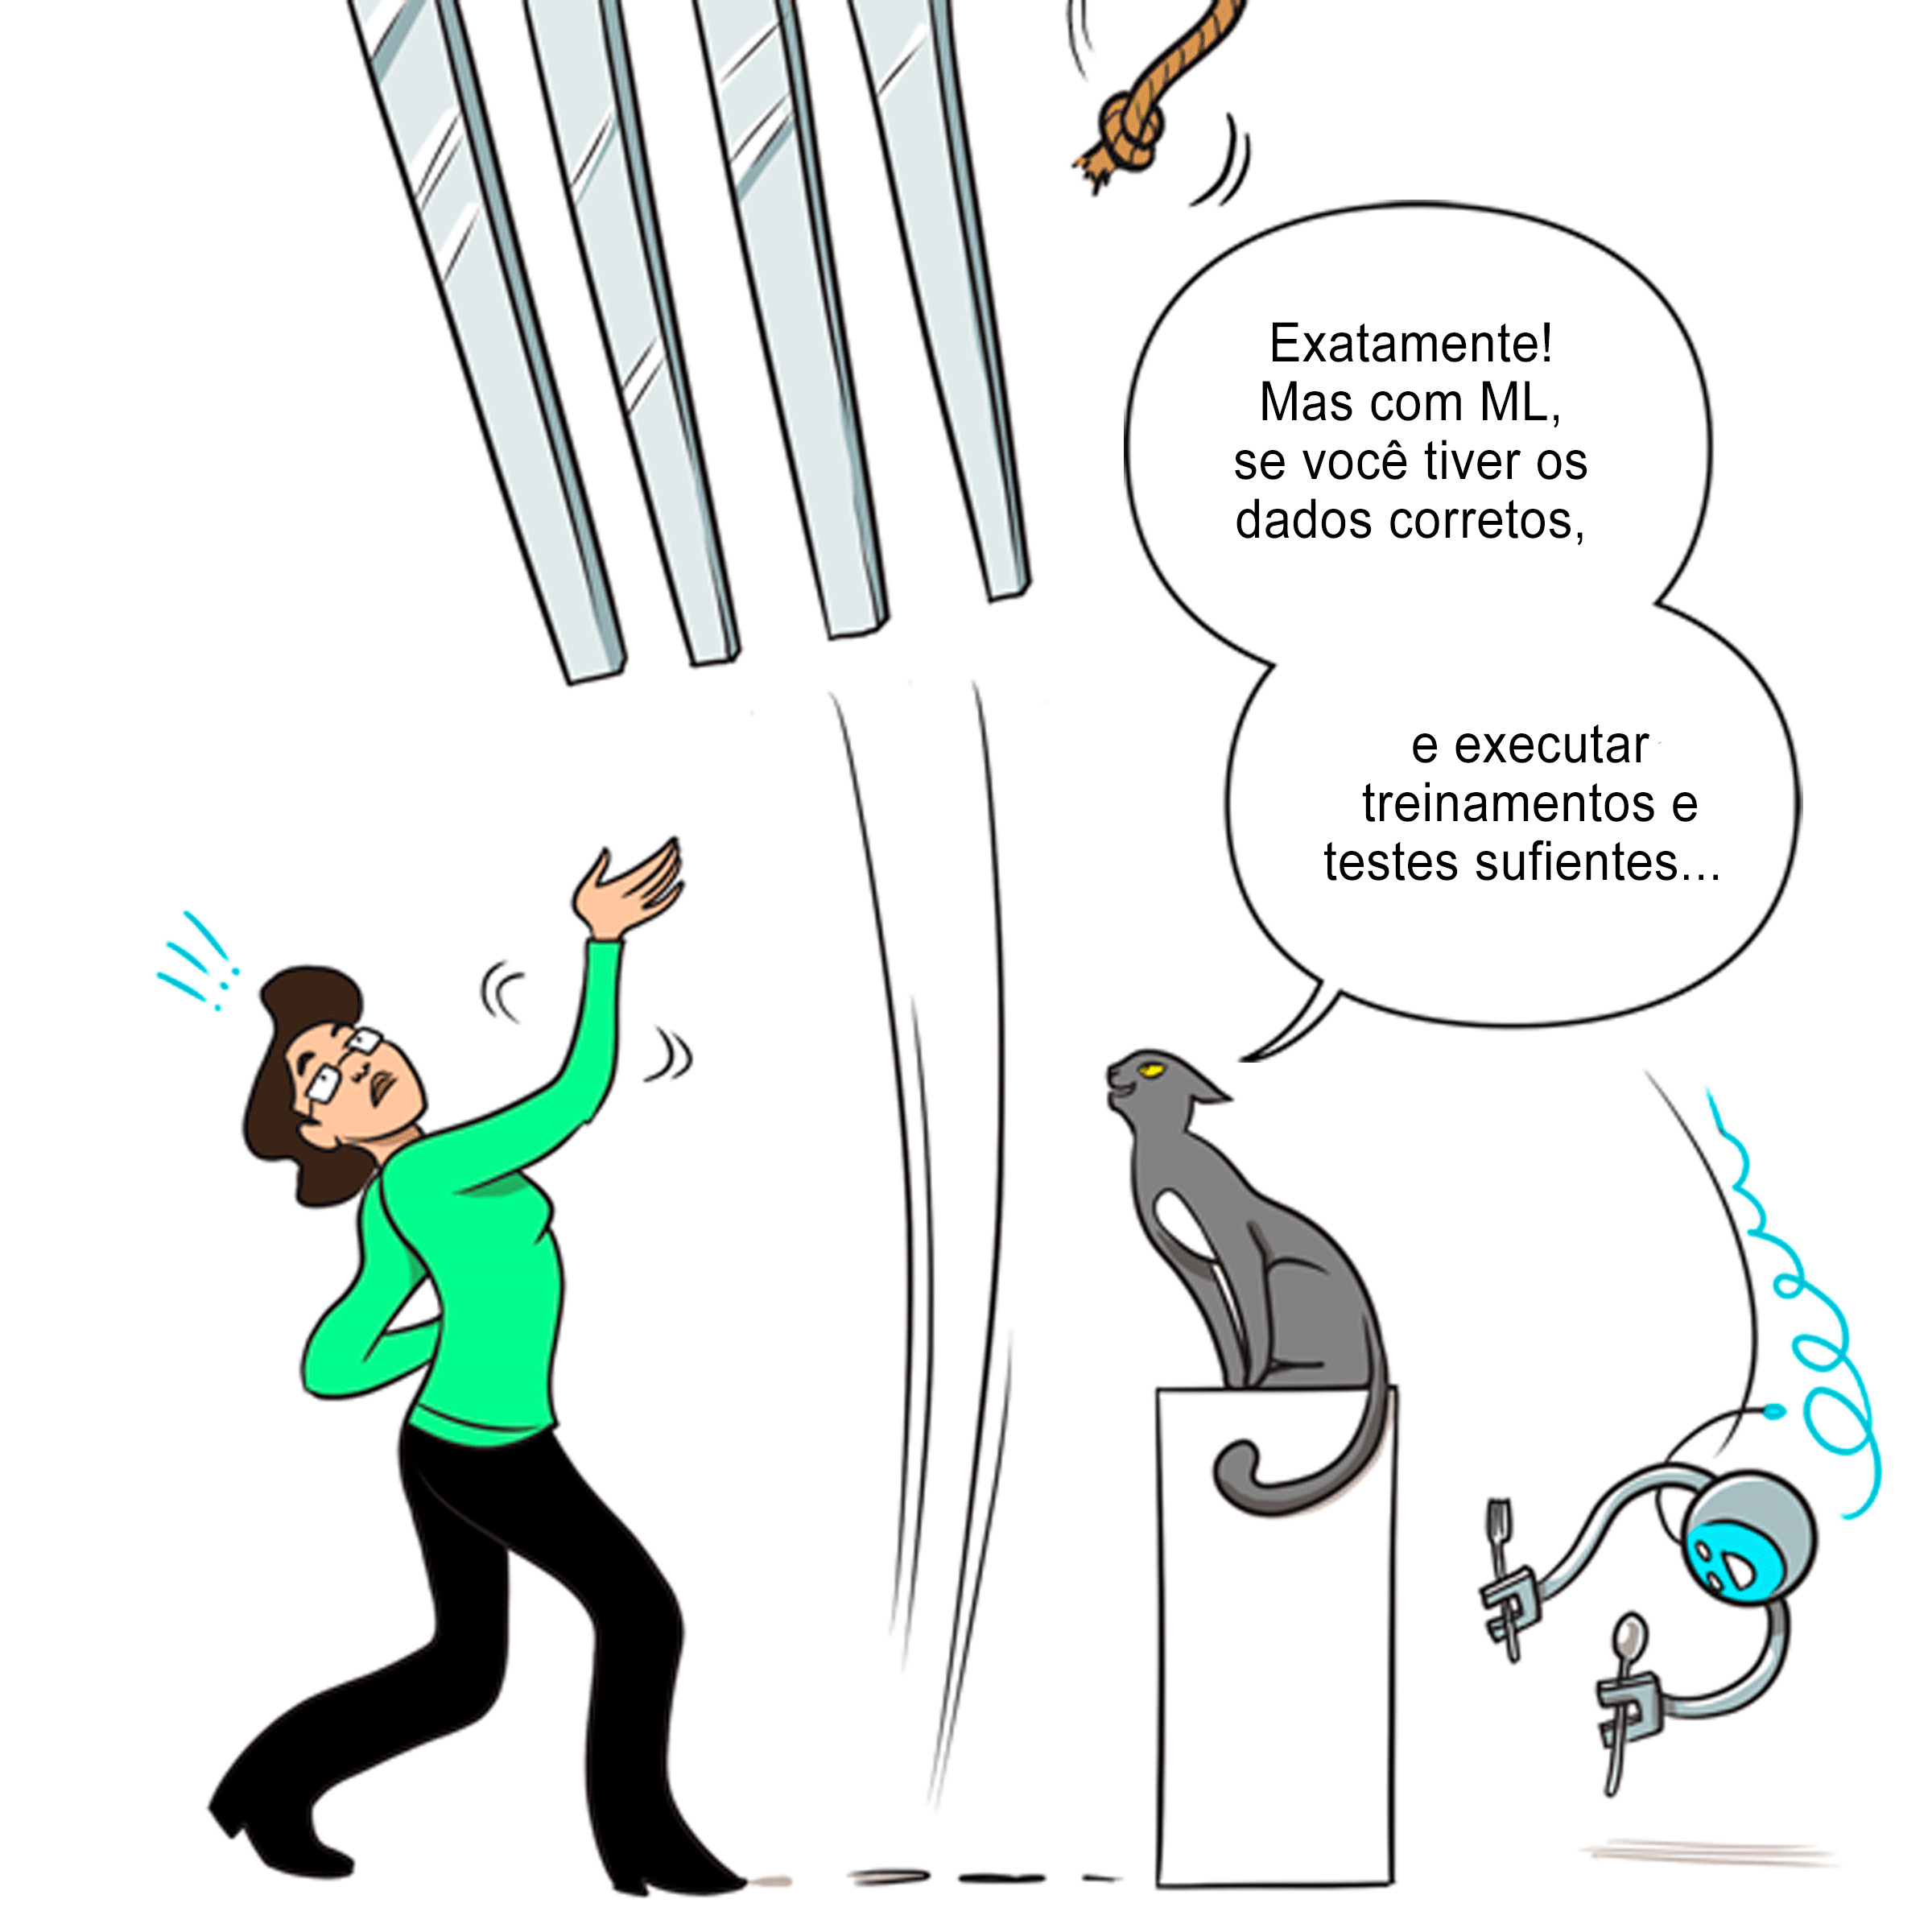 Exatamente!
Mas com ML,
se você tiver os
dados corretos,
e executar
treinamentos e
testes sufientes...